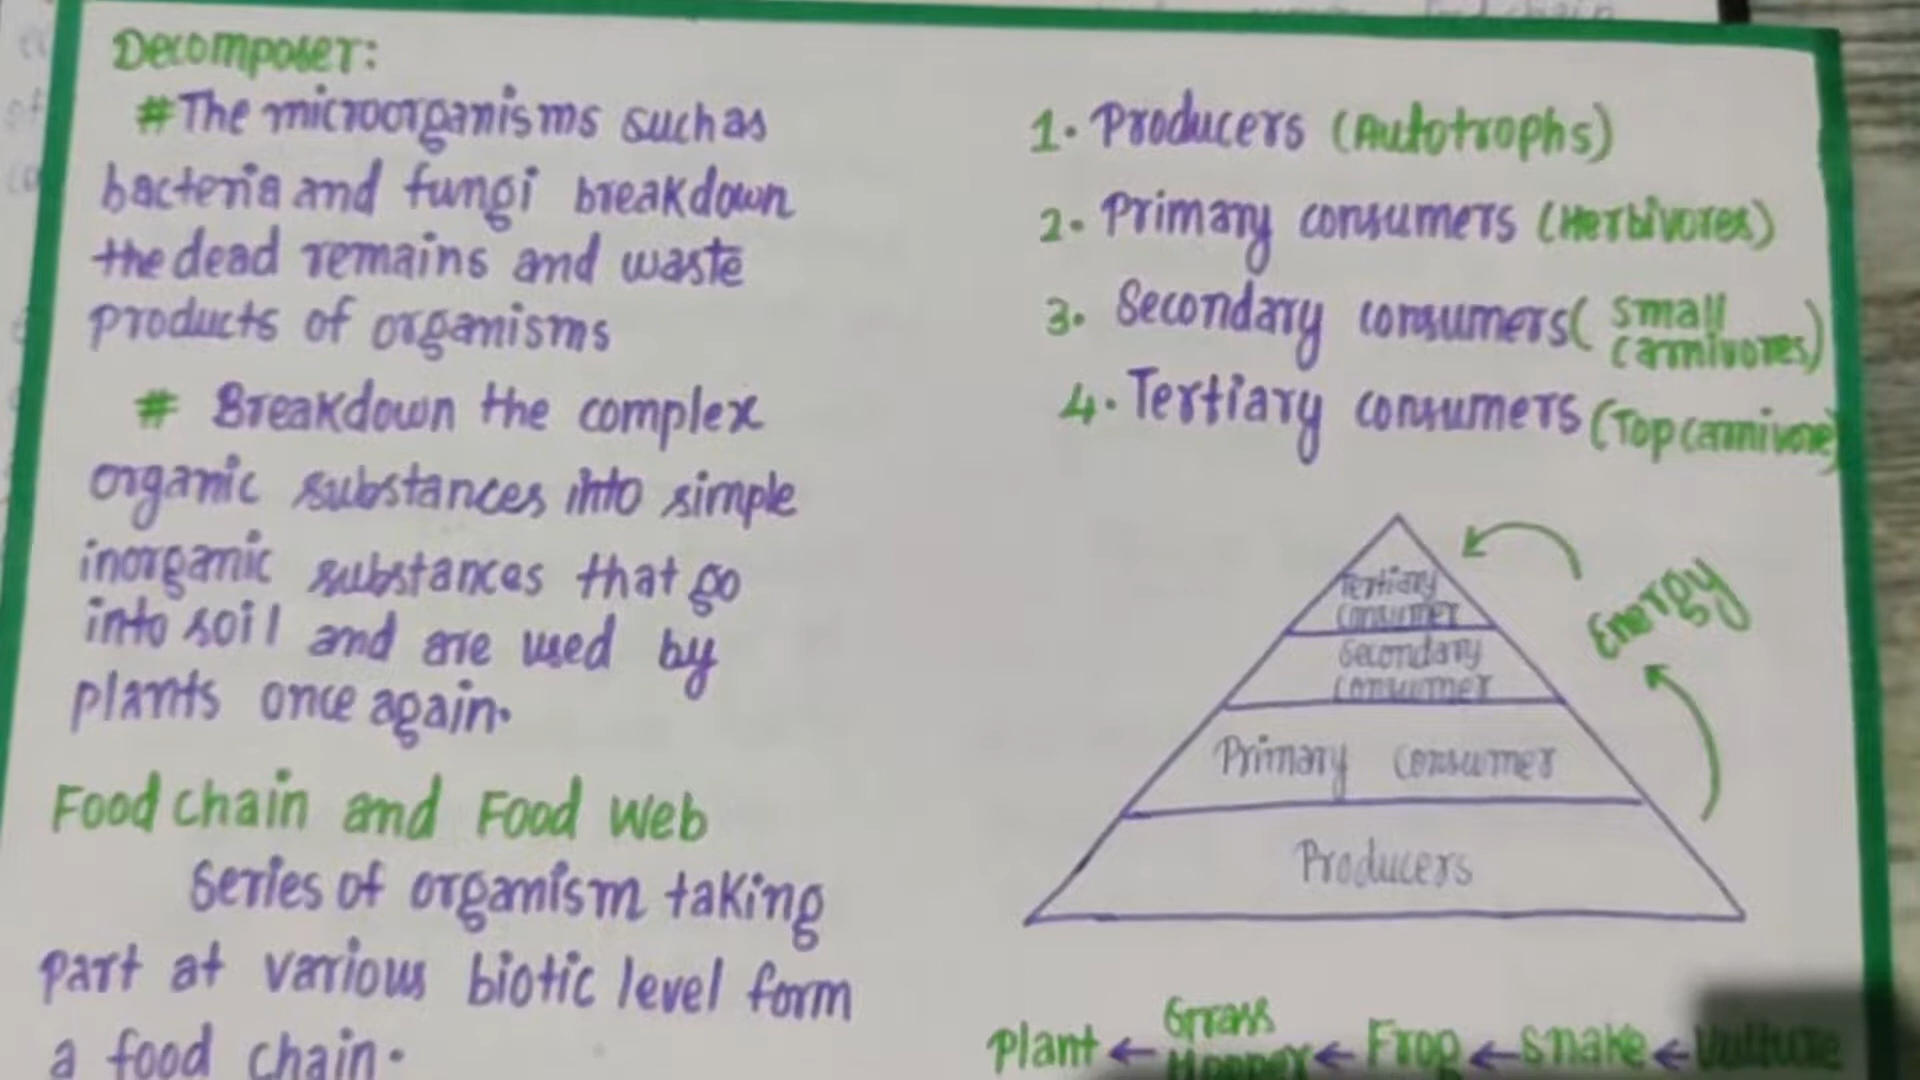 Decomposer:
# The microorganisms such as
bacteria and fungi breakdown
the dead remains and waste
products of organisms
# Breakdown the complex
organic substances into simple
inorganic substances that go
into soil and are used by
plants once again.
Food chain and Food Web
Series of organism taking
part at various biotic level form
a food chain.
1. Producers (Autotrophs)
2. Primary consumers (Herbivores)
3. Secondary consumers (small
carnivores)
4. Tertiary consumers (Top carnivore)
Tertiary
consumer
Secondary
consumer
Primary consumer
Producers
Energy
Plant ← Grass Hopper ← Frog ← Snake ← Vulture